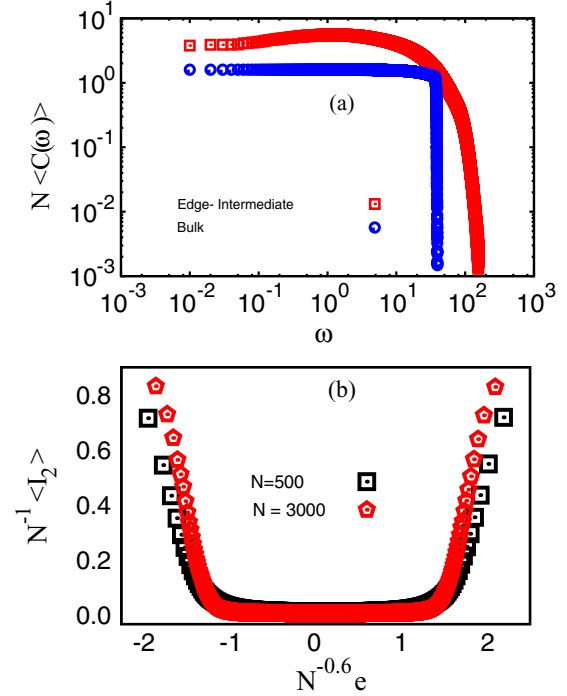 10^1
10^0
10^-1
10^-2
10^-3
N <C(ω)>
(a)
Edge- Intermediate
Bulk
10^-3 10^-2 10^-1 10^0 10^1 10^2 10^3
ω
(b)
0.8
0.6
0.4
0.2
0.0
N^-1 <I_2>
N=500
N = 3000
-2 -1 0 1 2
N^-0.6 e